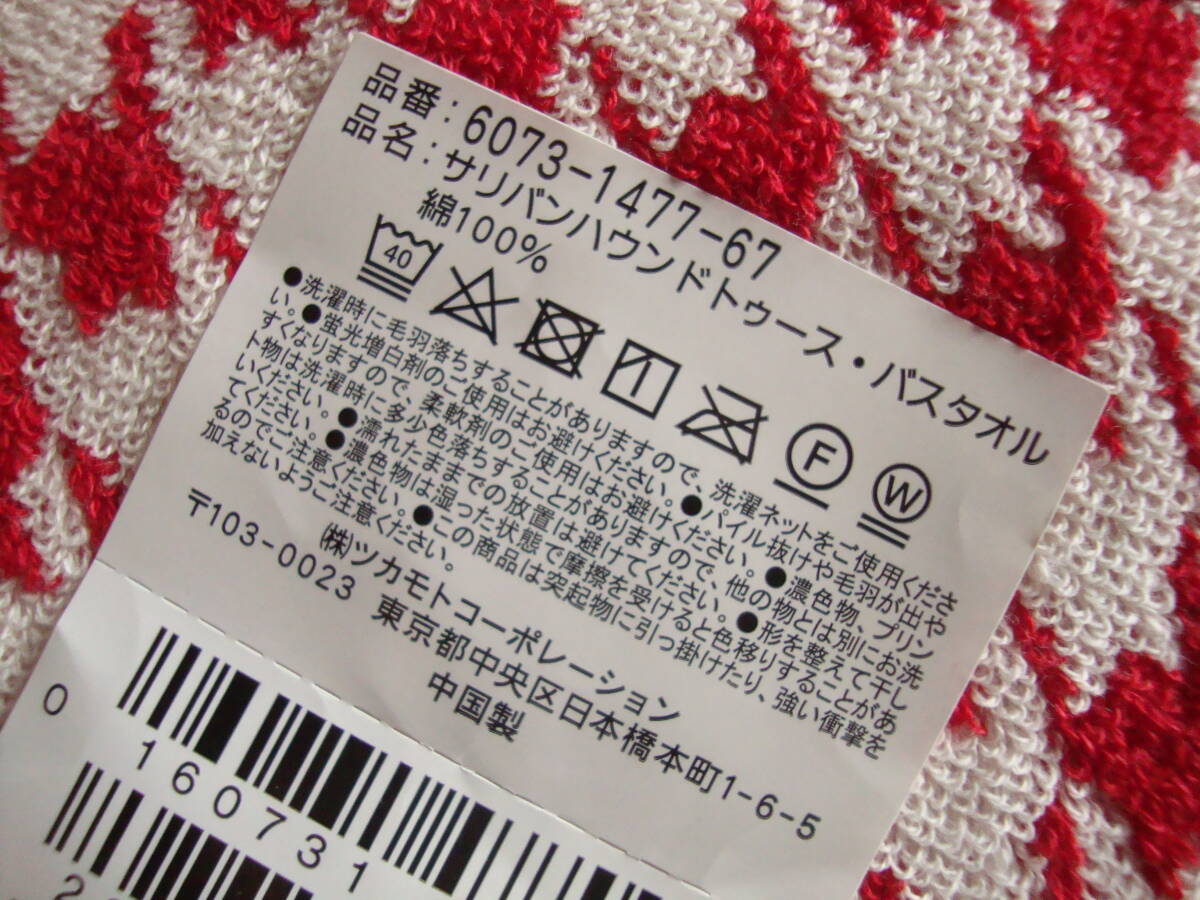 品番：6073-1477-67
品名：サリバンハウンドトゥース・バスタオル
綿100%
40
F
W
●洗濯時に毛羽落ちすることがありますので、洗濯ネットをご使用くださ
い。●蛍光増白剤のご使用はお避けください。●パイル抜けや毛羽が出や
すくなりますので、柔軟剤のご使用はお避けください。●濃色物、プリン
ト物は洗濯時に多少色落ちすることがありますので、他の物とは別にお洗
いください。●濡れたままでの放置は避けてください。●形を整えて干し
てください。●濃色物は湿った状態で摩擦を受けると色移りすることがあ
るのでご注意ください。●この商品は突起物に引っ掛けたり、強い衝撃を
加えないようご注意ください。
㈱ツカモトコーポレーション
〒103-0023 東京都中央区日本橋本町1-6-5
中国製
0
160731